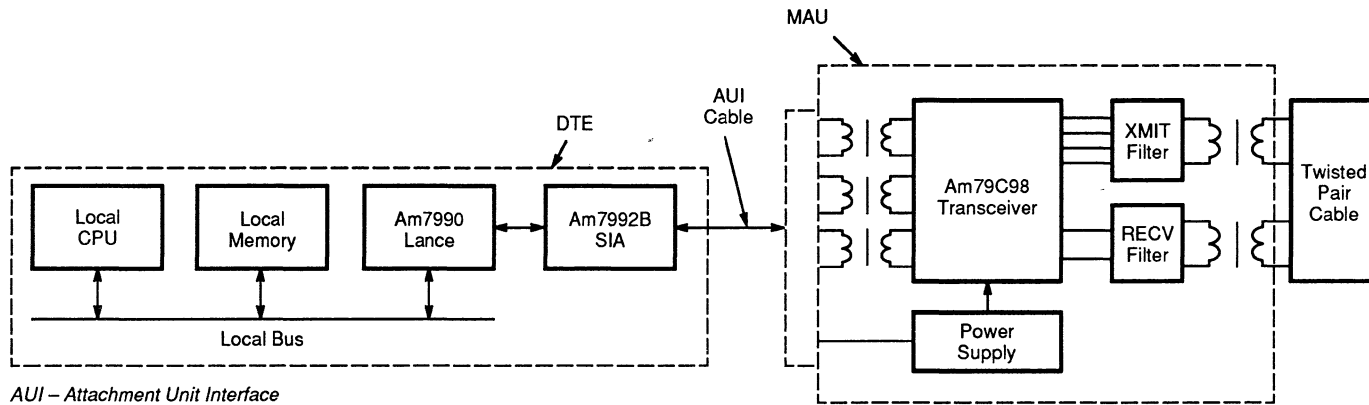 MAU
AUI
Cable
DTE
Local
CPU
Local
Memory
Am7990
Lance
Am7992B
SIA
Local Bus
Am79C98
Transceiver
XMIT
Filter
RECV
Filter
Twisted
Pair
Cable
Power
Supply
AUI – Attachment Unit Interface